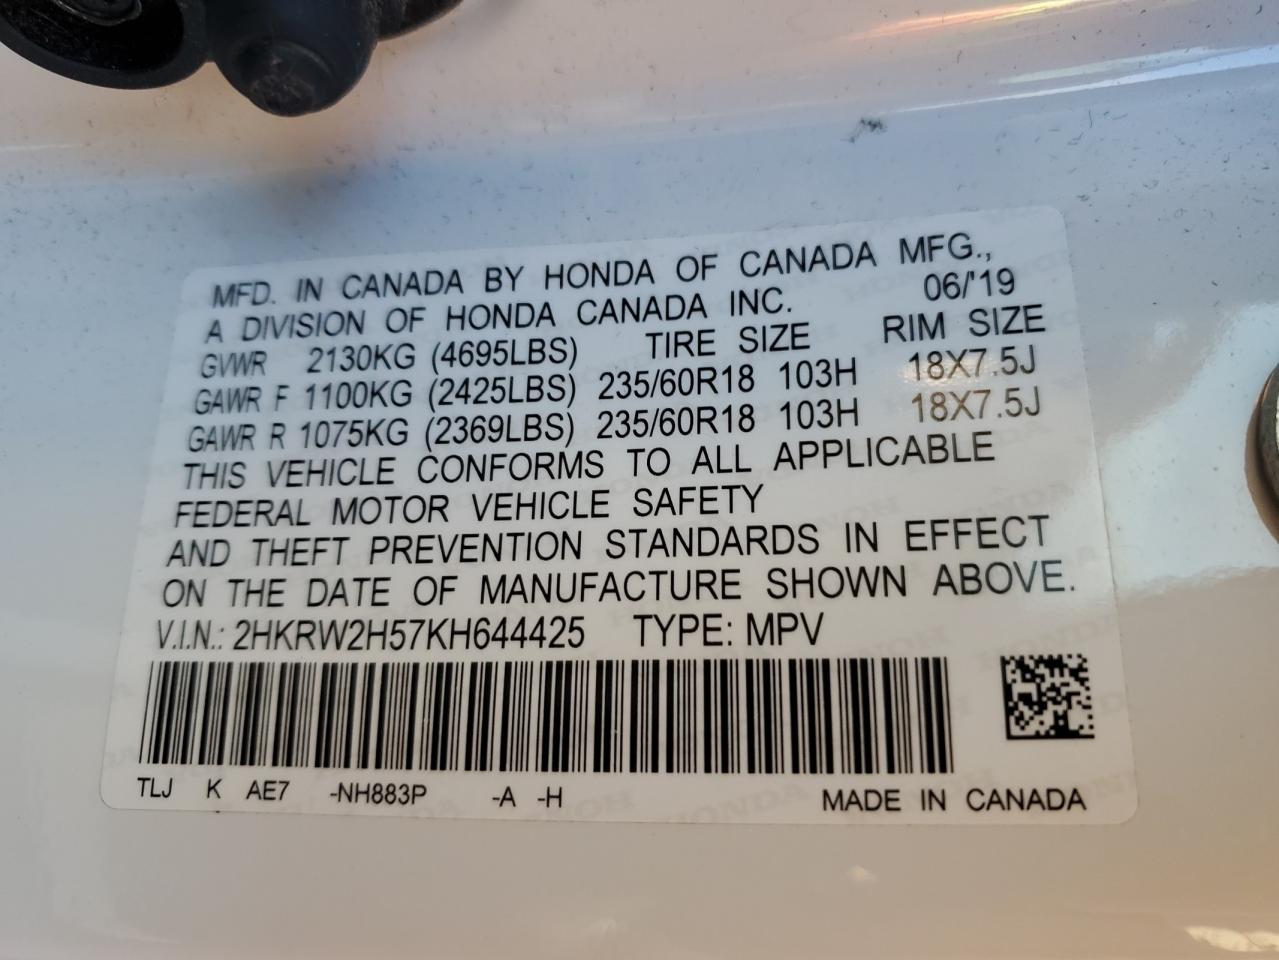 MFD. IN CANADA BY HONDA OF CANADA MFG.,
A DIVISION OF HONDA CANADA INC. 06/'19
GVWR 2130KG (4695LBS) TIRE SIZE RIM SIZE
GAWR F 1100KG (2425LBS) 235/60R18 103H 18X7.5J
GAWR R 1075KG (2369LBS) 235/60R18 103H 18X7.5J
THIS VEHICLE CONFORMS TO ALL APPLICABLE
FEDERAL MOTOR VEHICLE SAFETY
AND THEFT PREVENTION STANDARDS IN EFFECT
ON THE DATE OF MANUFACTURE SHOWN ABOVE.
V.I.N.: 2HKRW2H57KH644425 TYPE: MPV
TLJ K AE7 -NH883P -A -H MADE IN CANADA